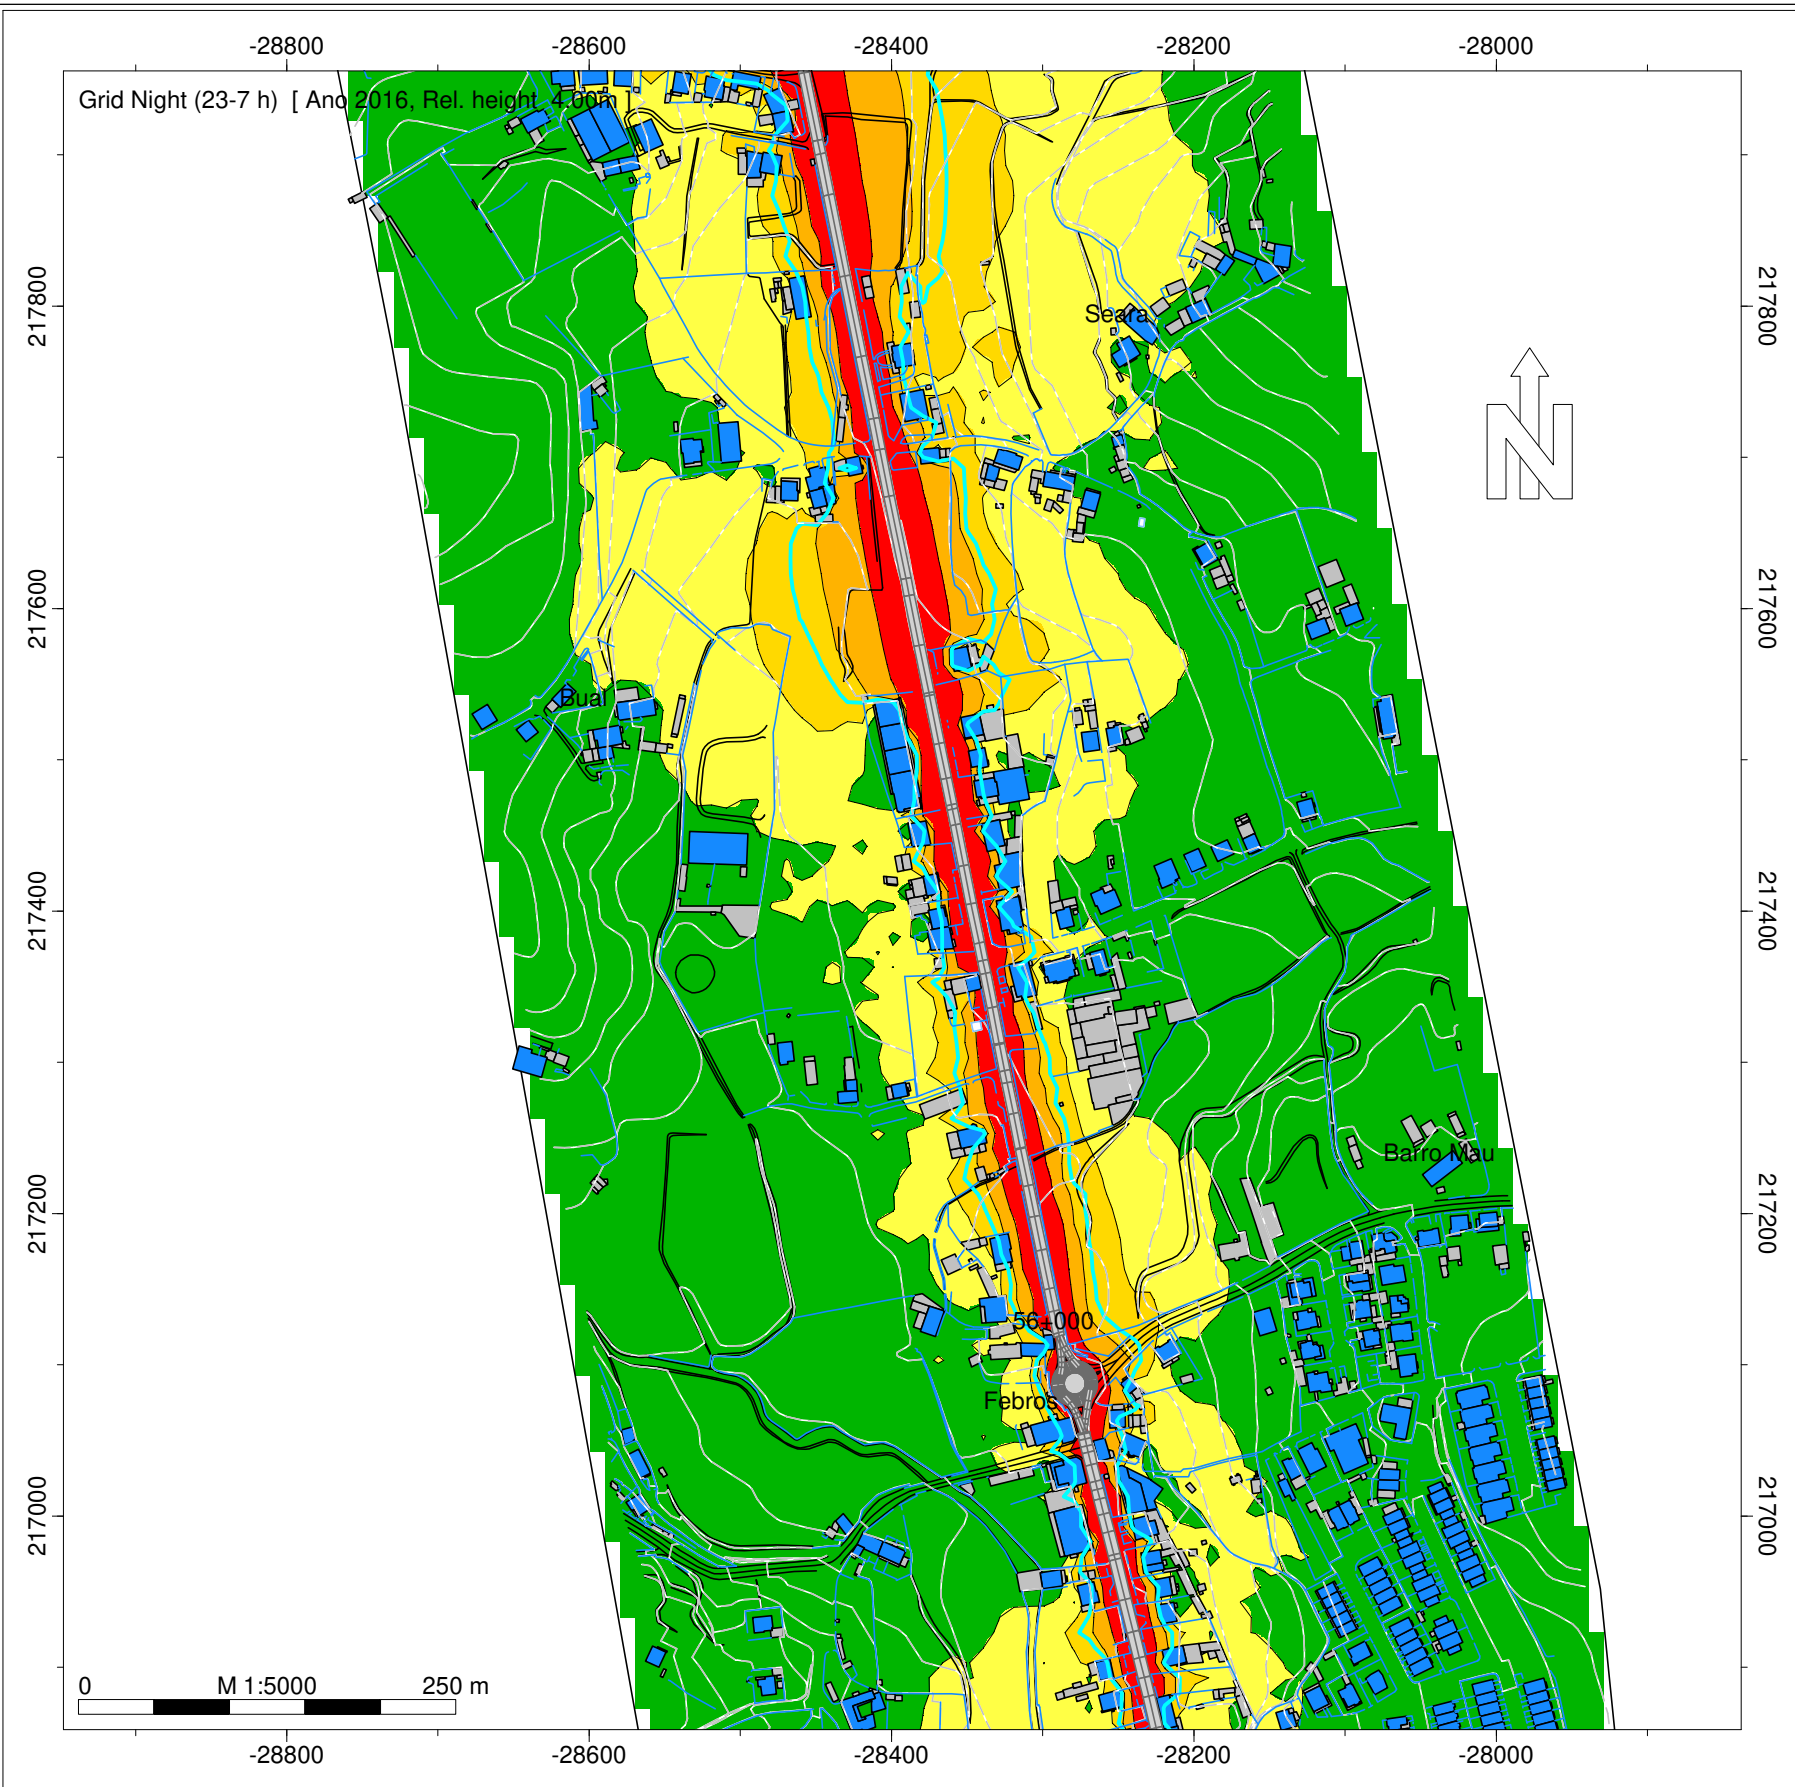 -28800 -28600 -28400 -28200 -28000
Grid Night (23-7 h) [ Ano 2016, Rel. height 4.00m ]
217800 217800
Seara
N
217600 217600
Bual
217400 217400
Barro Mau
217200 217200
56+000
Febros
217000 217000
0 M 1:5000 250 m
-28800 -28600 -28400 -28200 -28000